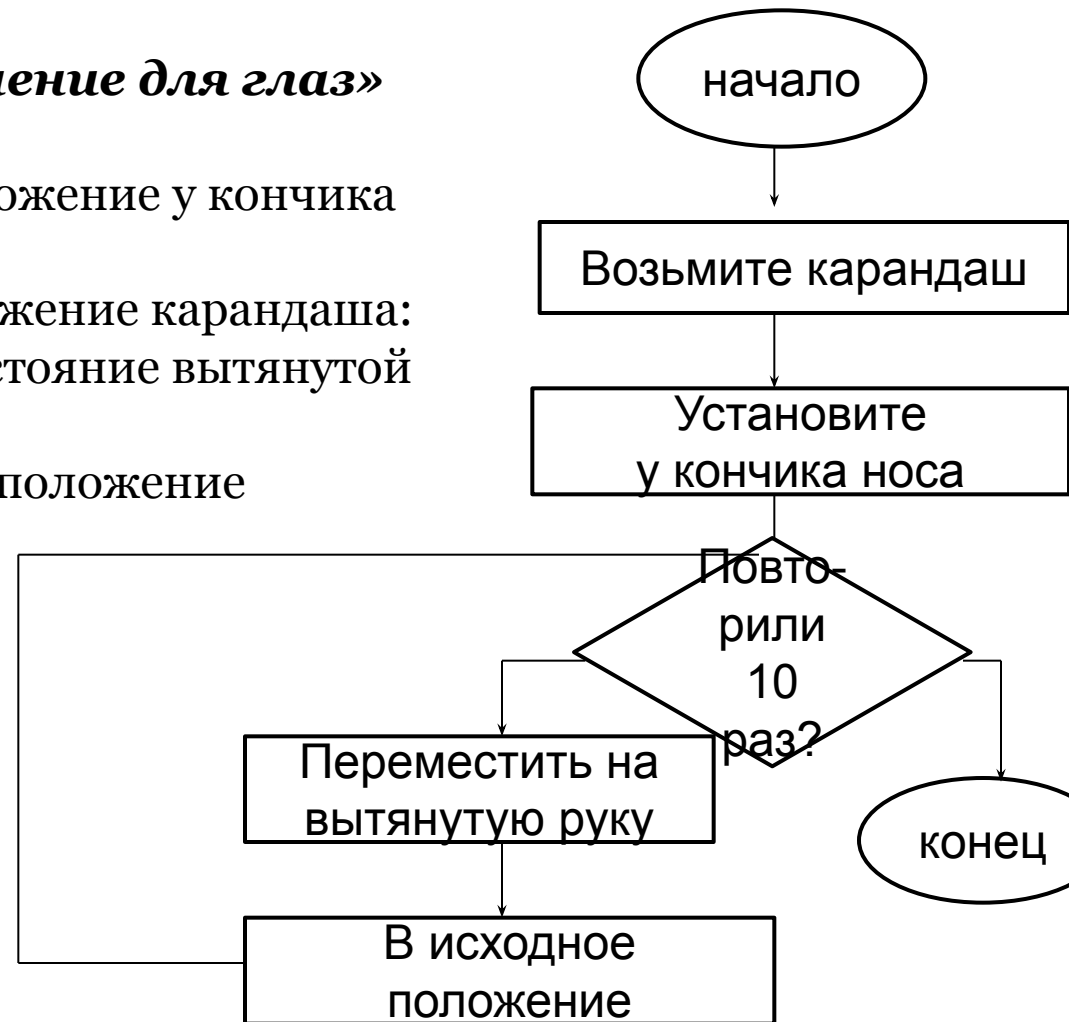 ение для глаз»
ожение у кончика
жение карандаша:
стояние вытянутой
положение
начало
Возьмите карандаш
Установите
у кончика носа
Повто-
рили
10
раз?
Переместить на
вытянутую руку
конец
В исходное
положение